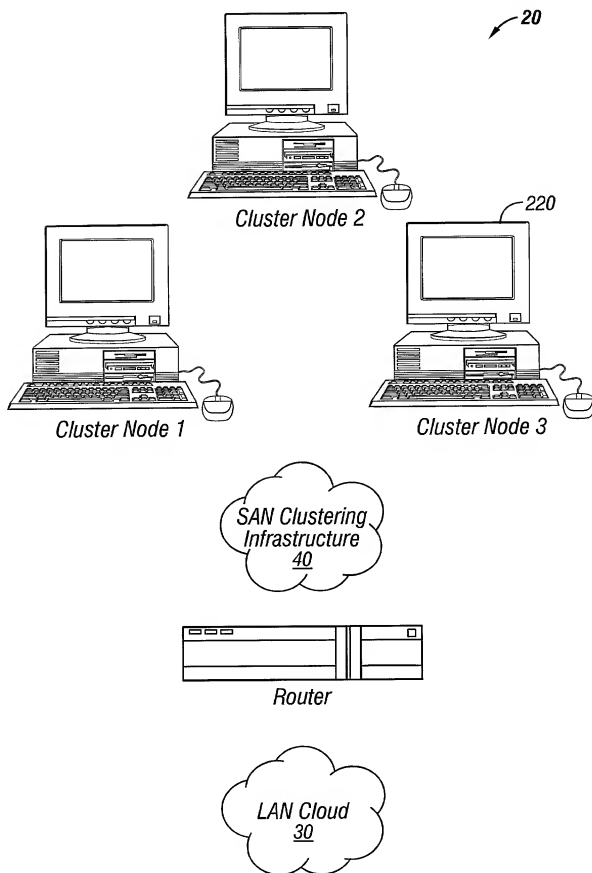 20
Cluster Node 2
220
Cluster Node 1
Cluster Node 3
SAN Clustering
Infrastructure
40
Router
LAN Cloud
30